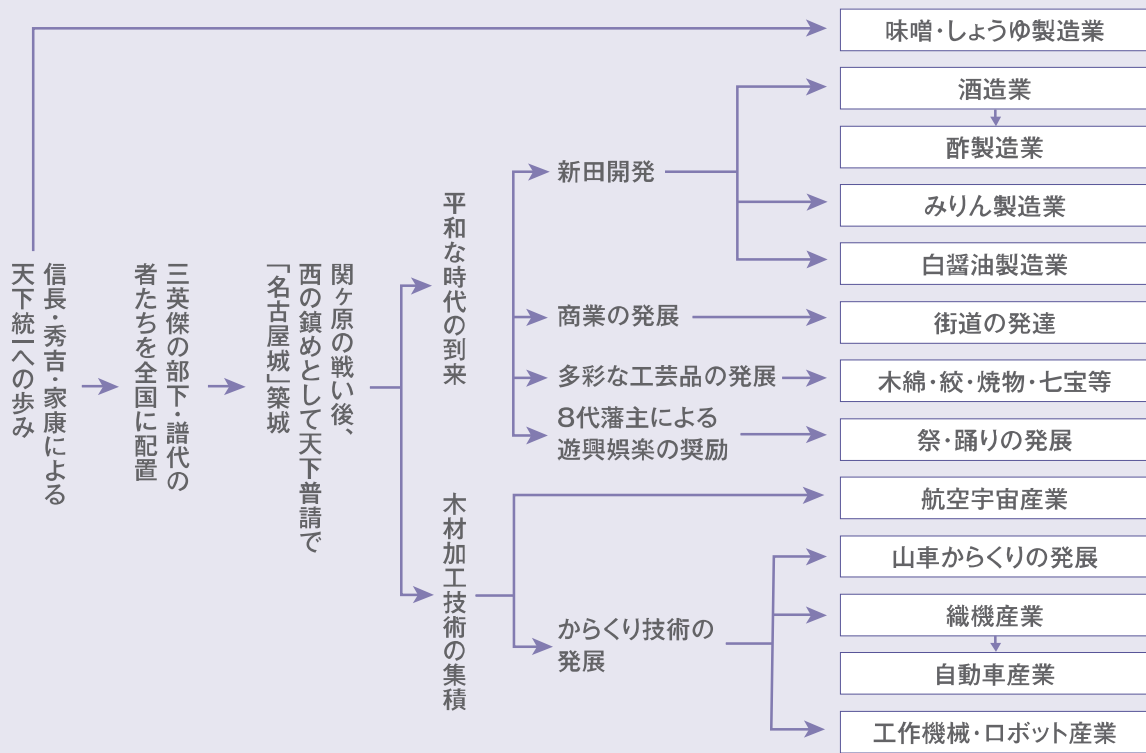 信長・秀吉・家康による
天下統一への歩み
三英傑の部下・譜代の
者たちを全国に配置
関ヶ原の戦い後、
西の鎮めとして天下普請で
「名古屋城」築城
平和な時代の到来
木材加工技術の集積
新田開発
商業の発展
多彩な工芸品の発展
8代藩主による
遊興娯楽の奨励
からくり技術の
発展
味噌・しょうゆ製造業
酒造業
酢製造業
みりん製造業
白醤油製造業
街道の発達
木綿・絞・焼物・七宝等
祭・踊りの発展
航空宇宙産業
山車からくりの発展
織機産業
自動車産業
工作機械・ロボット産業